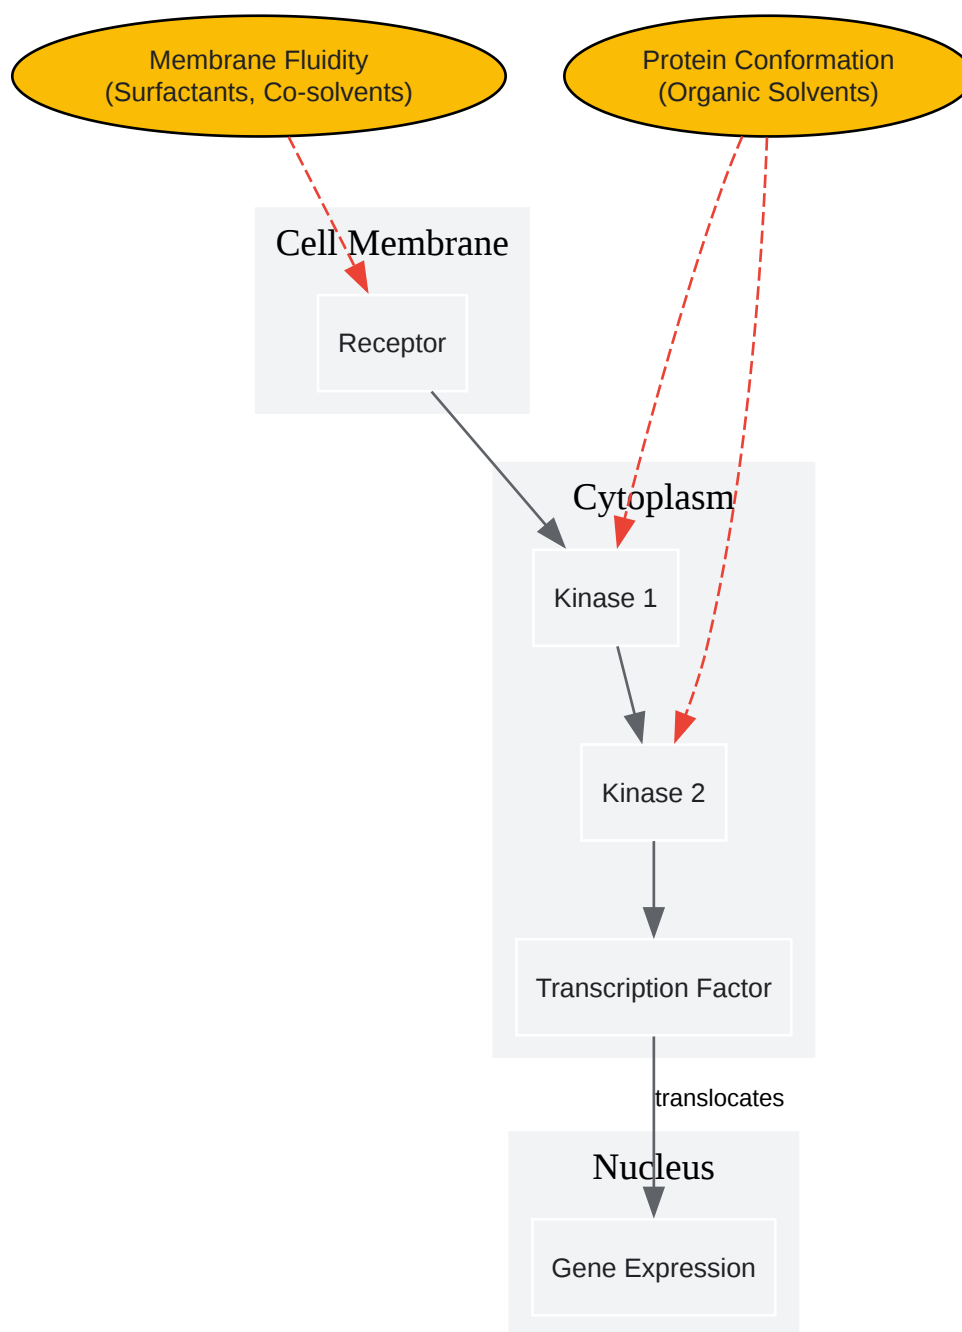 Membrane Fluidity
(Surfactants, Co-solvents)
Protein Conformation
(Organic Solvents)
Cell Membrane
Receptor
Cytoplasm
Kinase 1
Kinase 2
Transcription Factor
translocates
Nucleus
Gene Expression